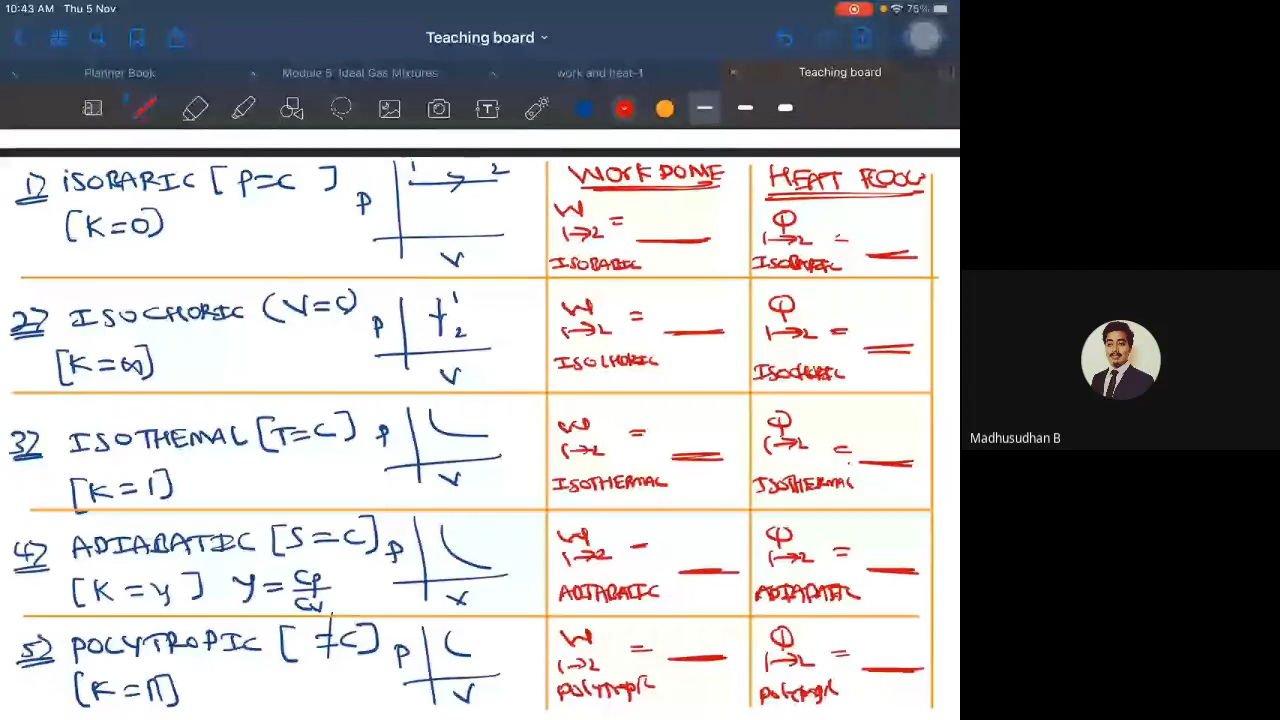 10:43 AM Thu 5 Nov
75%
Teaching board
Planner Book
Module 5: Ideal Gas Mixtures
work and heat-1
Teaching board
WORK DONE
HEAT FLOW
1) ISOBARIC [P=C ]
[K=0)
P
1 2
V
W 1→2 =
ISOBARIC
Q 1→2 =
ISOBARIC
2) ISOCHORIC (V=C)
[K=∞)
P
1
2
V
W 1→2 =
ISOCHORIC
Q 1→2 =
ISOCHORIC
3) ISOTHEMAL [T=C]
[K=1]
P
V
W 1→2 =
ISOTHERMAL
Q 1→2 =
ISOTHERMAL
4) ADIABATIC [S=C]
[K=γ] γ=Cp/Cv
P
V
W 1→2 =
ADIABATIC
Q 1→2 =
ADIABATIC
5) POLYTROPIC [ ≠C]
[K=n]
P
V
W 1→2 =
Q 1→2 =
Madhusudhan B